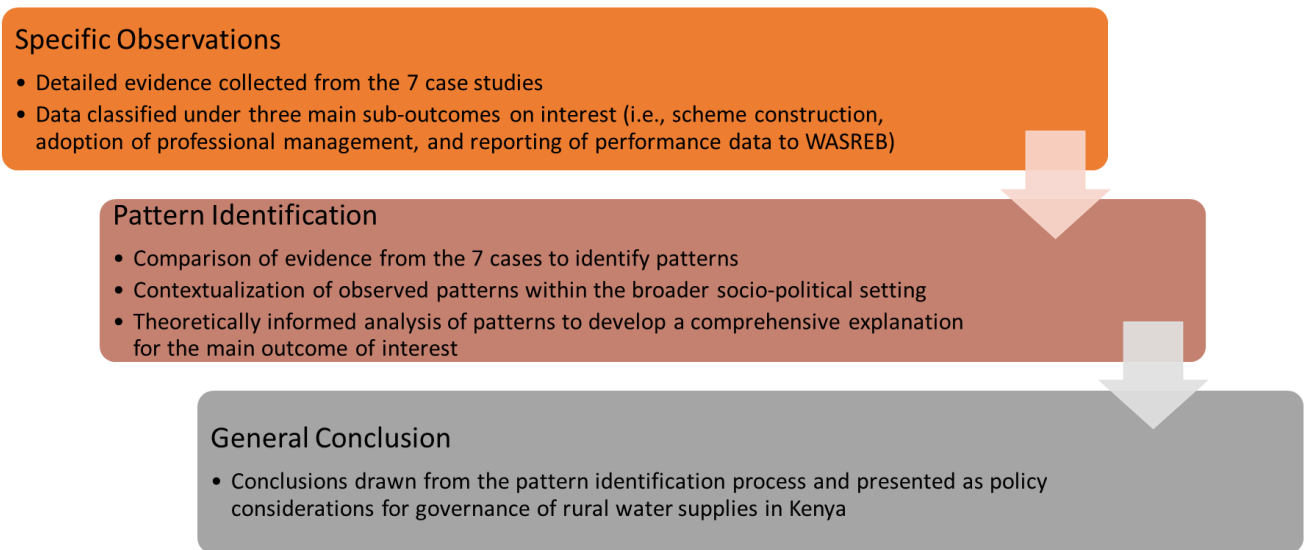 Specific Observations
• Detailed evidence collected from the 7 case studies
• Data classified under three main sub-outcomes on interest (i.e., scheme construction,
adoption of professional management, and reporting of performance data to WASREB)
Pattern Identification
• Comparison of evidence from the 7 cases to identify patterns
• Contextualization of observed patterns within the broader socio-political setting
• Theoretically informed analysis of patterns to develop a comprehensive explanation
for the main outcome of interest
General Conclusion
• Conclusions drawn from the pattern identification process and presented as policy
considerations for governance of rural water supplies in Kenya